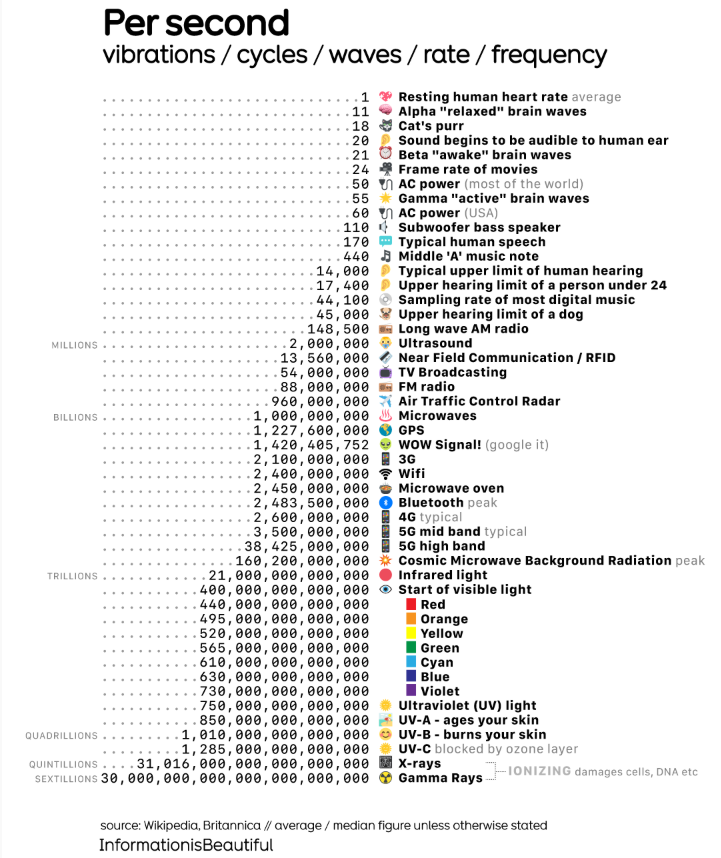 Per second
vibrations / cycles / waves / rate / frequency
1 Resting human heart rate average
11 Alpha "relaxed" brain waves
18 Cat's purr
20 Sound begins to be audible to human ear
21 Beta "awake" brain waves
24 Frame rate of movies
50 AC power (most of the world)
55 Gamma "active" brain waves
60 AC power (USA)
110 Subwoofer bass speaker
170 Typical human speech
440 Middle 'A' music note
14,000 Typical upper limit of human hearing
17,400 Upper hearing limit of a person under 24
44,100 Sampling rate of most digital music
45,000 Upper hearing limit of a dog
148,500 Long wave AM radio
MILLIONS 2,000,000 Ultrasound
13,560,000 Near Field Communication / RFID
54,000,000 TV Broadcasting
88,000,000 FM radio
960,000,000 Air Traffic Control Radar
BILLIONS 1,000,000,000 Microwaves
1,227,600,000 GPS
1,420,405,752 WOW Signal! (google it)
2,100,000,000 3G
2,400,000,000 Wifi
2,450,000,000 Microwave oven
2,483,500,000 Bluetooth peak
2,600,000,000 4G typical
3,500,000,000 5G mid band typical
38,425,000,000 5G high band
160,200,000,000 Cosmic Microwave Background Radiation peak
TRILLIONS 21,000,000,000,000 Infrared light
400,000,000,000,000 Start of visible light
440,000,000,000,000 Red
495,000,000,000,000 Orange
520,000,000,000,000 Yellow
565,000,000,000,000 Green
610,000,000,000,000 Cyan
630,000,000,000,000 Blue
730,000,000,000,000 Violet
750,000,000,000,000 Ultraviolet (UV) light
850,000,000,000,000 UV-A - ages your skin
QUADRILLIONS 1,010,000,000,000,000 UV-B - burns your skin
1,285,000,000,000,000 UV-C blocked by ozone layer
QUINTILLIONS 31,016,000,000,000,000,000 X-rays
IONIZING damages cells, DNA etc
SEXTILLIONS 30,000,000,000,000,000,000,000 Gamma Rays
source: Wikipedia, Britannica // average / median figure unless otherwise stated
InformationisBeautiful